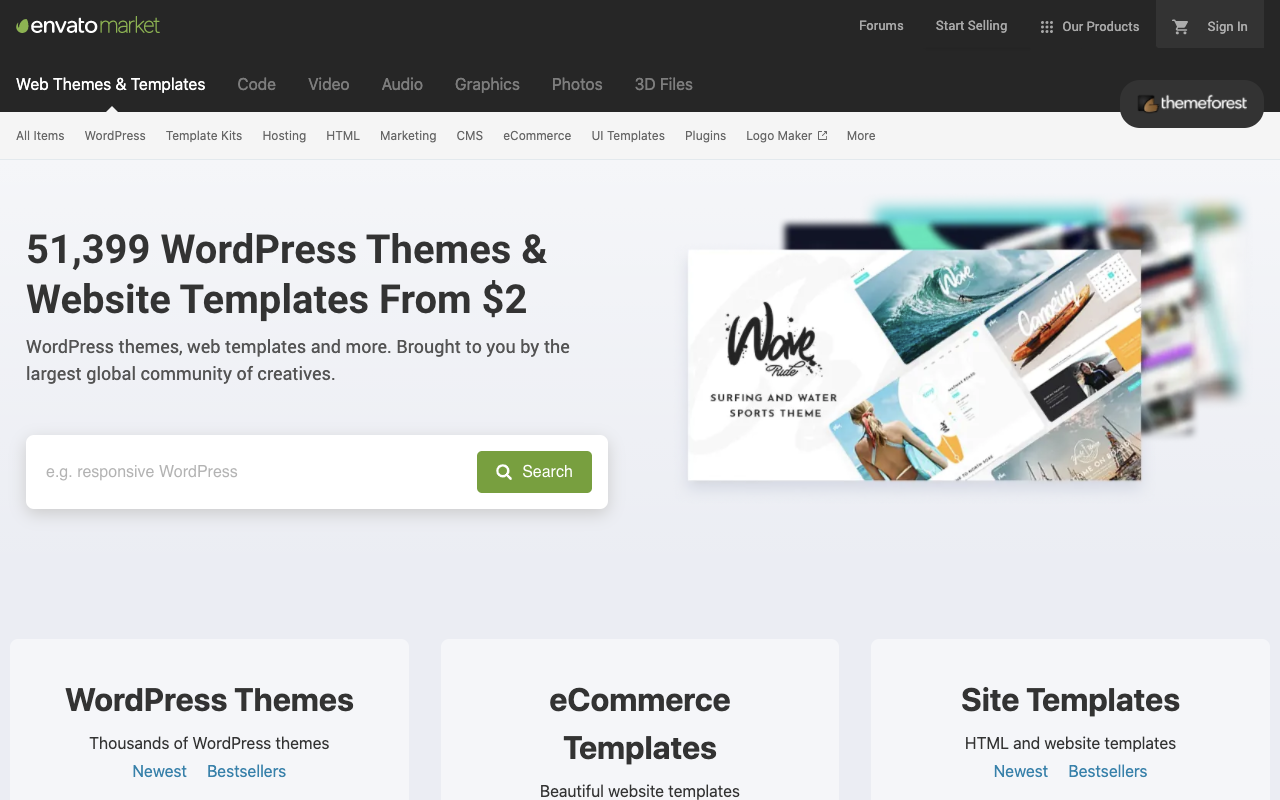 envato market
Forums
Start Selling
Our Products
Sign In
Web Themes & Templates
Code
Video
Audio
Graphics
Photos
3D Files
themeforest
All Items
WordPress
Template Kits
Hosting
HTML
Marketing
CMS
eCommerce
UI Templates
Plugins
Logo Maker
More
51,399 WordPress Themes &
Website Templates From $2
WordPress themes, web templates and more. Brought to you by the
largest global community of creatives.
e.g. responsive WordPress
Search
Wave
Ride
SURFING AND WATER
SPORTS THEME
Wave
Canoeing
WordPress Themes
Thousands of WordPress themes
Newest
Bestsellers
eCommerce
Templates
Beautiful website templates
Site Templates
HTML and website templates
Newest
Bestsellers